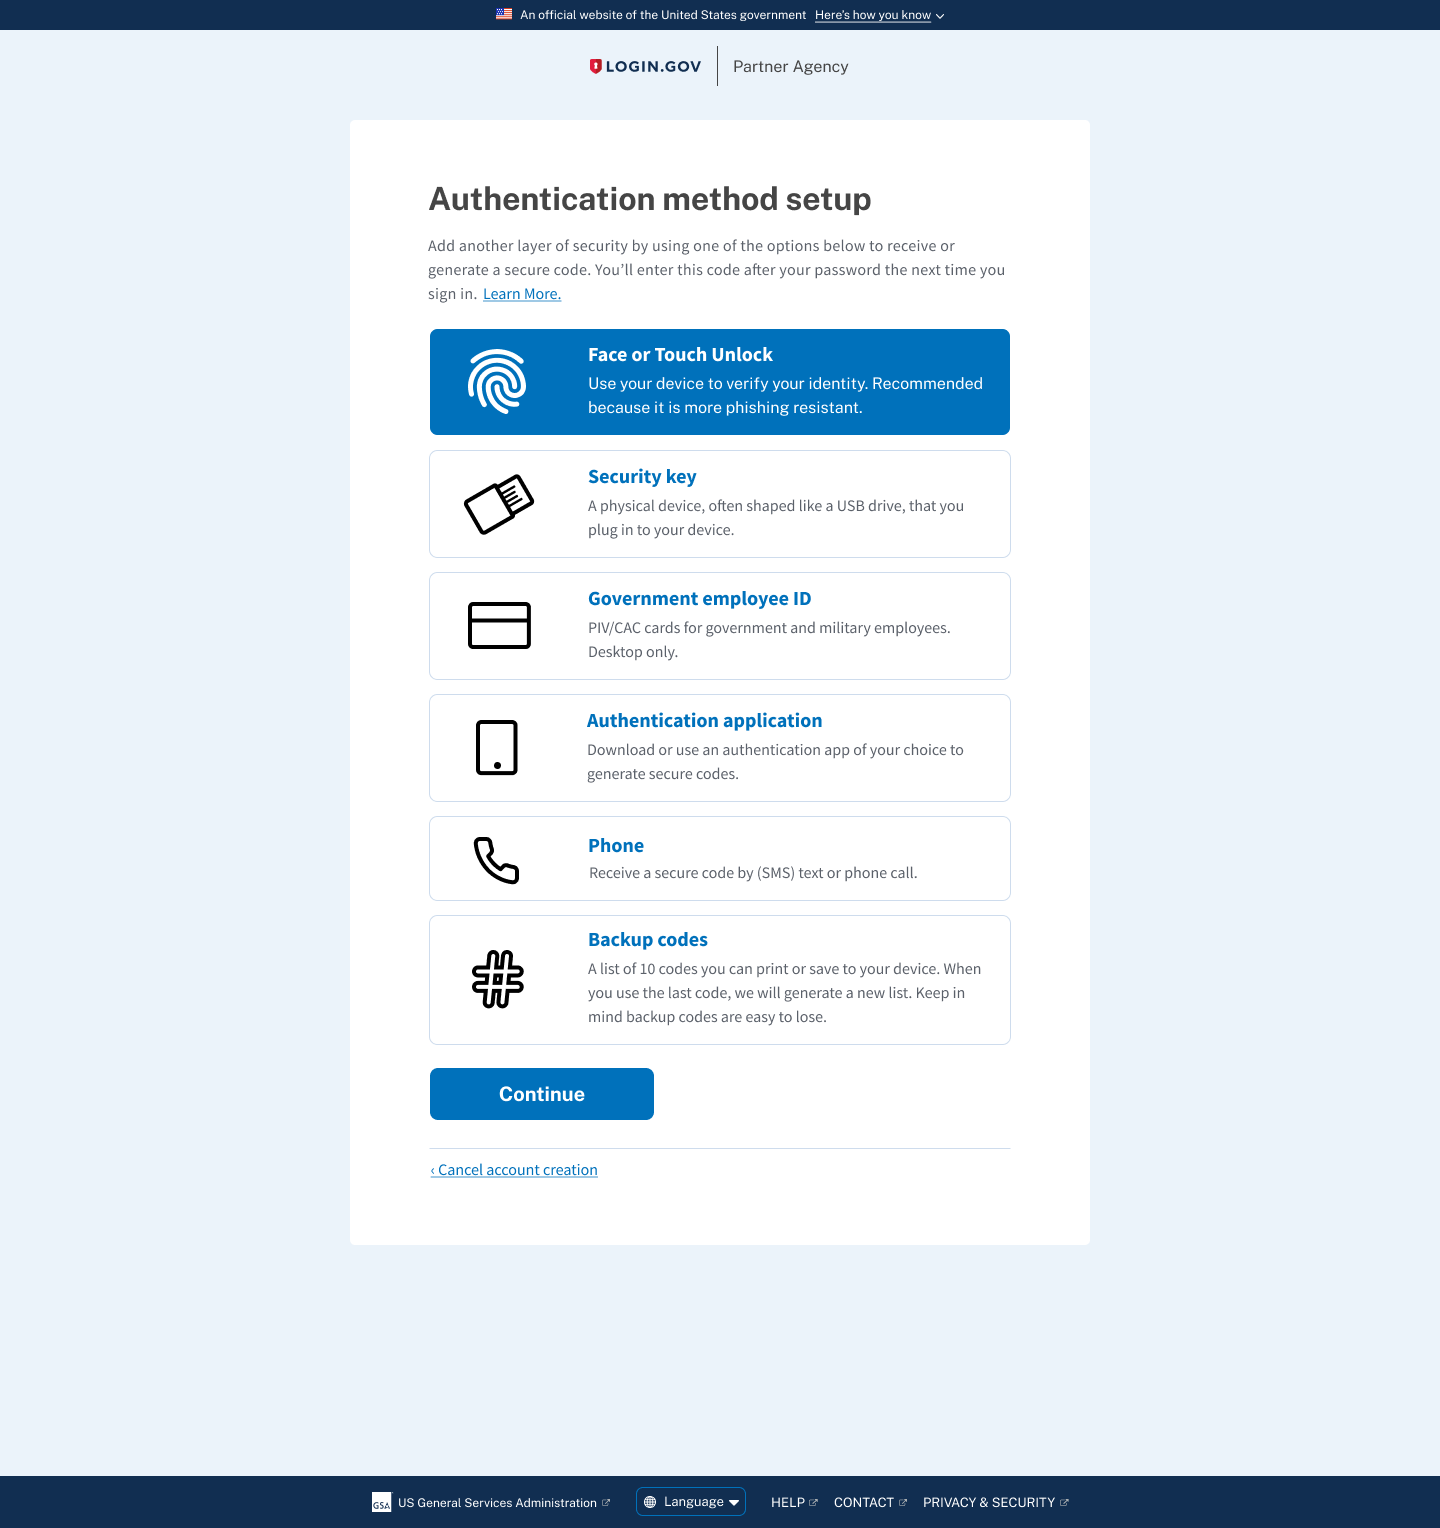 An official website of the United States government Here's how you know
LOGIN.GOV Partner Agency
Authentication method setup
Add another layer of security by using one of the options below to receive or
generate a secure code. You’ll enter this code after your password the next time you
sign in. Learn More.
Face or Touch Unlock
Use your device to verify your identity. Recommended
because it is more phishing resistant.
Security key
A physical device, often shaped like a USB drive, that you
plug in to your device.
Government employee ID
PIV/CAC cards for government and military employees.
Desktop only.
Authentication application
Download or use an authentication app of your choice to
generate secure codes.
Phone
Receive a secure code by (SMS) text or phone call.
Backup codes
A list of 10 codes you can print or save to your device. When
you use the last code, we will generate a new list. Keep in
mind backup codes are easy to lose.
Continue
‹ Cancel account creation
GSA US General Services Administration Language HELP CONTACT PRIVACY & SECURITY